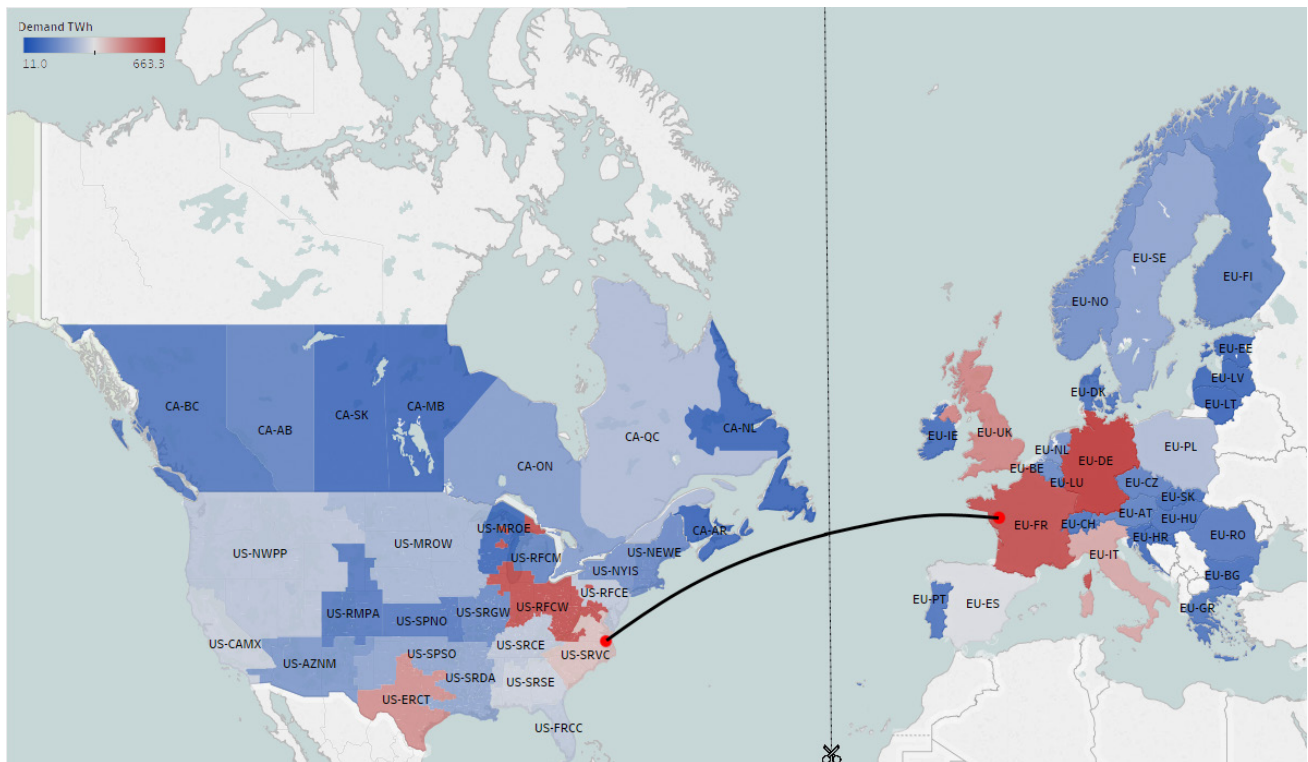 Demand TWh
11.0 663.3
EU-SE
EU-FI
EU-NO
EU-EE
EU-LV
EU-DK
EU-LT
CA-BC
CA-AB
CA-SK
CA-MB
CA-QC
CA-NL
EU-IE
EU-UK
EU-NL
EU-PL
EU-BE
EU-DE
CA-ON
EU-LU
EU-CZ
EU-SK
EU-AT
EU-HU
US-MROE
CA-AR
EU-FR
EU-CH
EU-HR
EU-RO
US-NWPP
US-MROW
US-RFCM
US-NEWE
EU-IT
US-NYIS
EU-BG
US-RFCE
US-RMPA
US-SPNO
US-SRGW
US-RFCW
EU-PT
EU-ES
EU-GR
US-CAMX
US-SRCE
US-SRVC
US-AZNM
US-SPSO
US-SRDA
US-SRSE
US-ERCT
US-FRCC